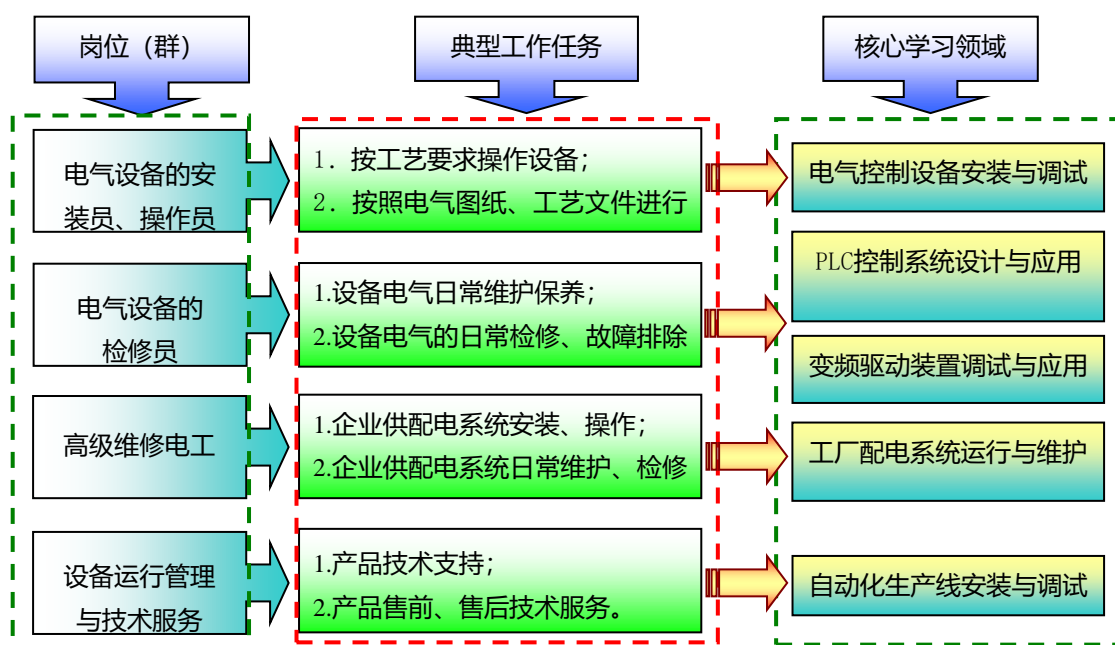 岗位（群）
典型工作任务
核心学习领域
电气设备的安
装员、操作员
1．按工艺要求操作设备；
2．按照电气图纸、工艺文件进行
电气控制设备安装与调试
电气设备的
检修员
1.设备电气日常维护保养；
2.设备电气的日常检修、故障排除
PLC控制系统设计与应用
变频驱动装置调试与应用
高级维修电工
1.企业供配电系统安装、操作；
2.企业供配电系统日常维护、检修
工厂配电系统运行与维护
设备运行管理
与技术服务
1.产品技术支持；
2.产品售前、售后技术服务。
自动化生产线安装与调试